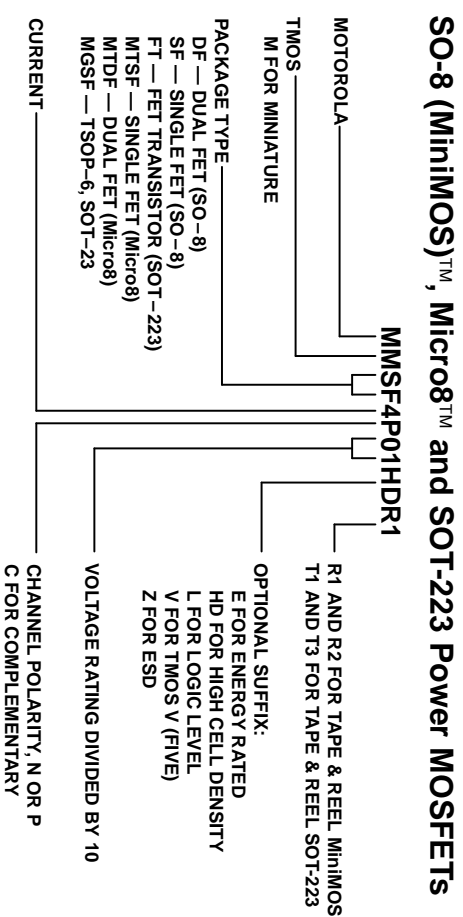 SO-8 (MiniMOS)™, Micro8™ and SOT-223 Power MOSFETs
MMSF4P01HDR1
MOTOROLA
TMOS
M FOR MINIATURE
PACKAGE TYPE
DF — DUAL FET (SO–8)
SF — SINGLE FET (SO–8)
FT — FET TRANSISTOR (SOT–223)
MTSF — SINGLE FET (Micro8)
MTDF — DUAL FET (Micro8)
MGSF — TSOP–6, SOT–23
CURRENT
R1 AND R2 FOR TAPE & REEL MiniMOS
T1 AND T3 FOR TAPE & REEL SOT-223
OPTIONAL SUFFIX:
E FOR ENERGY RATED
HD FOR HIGH CELL DENSITY
L FOR LOGIC LEVEL
V FOR TMOS V (FIVE)
Z FOR ESD
VOLTAGE RATING DIVIDED BY 10
CHANNEL POLARITY, N OR P
C FOR COMPLEMENTARY